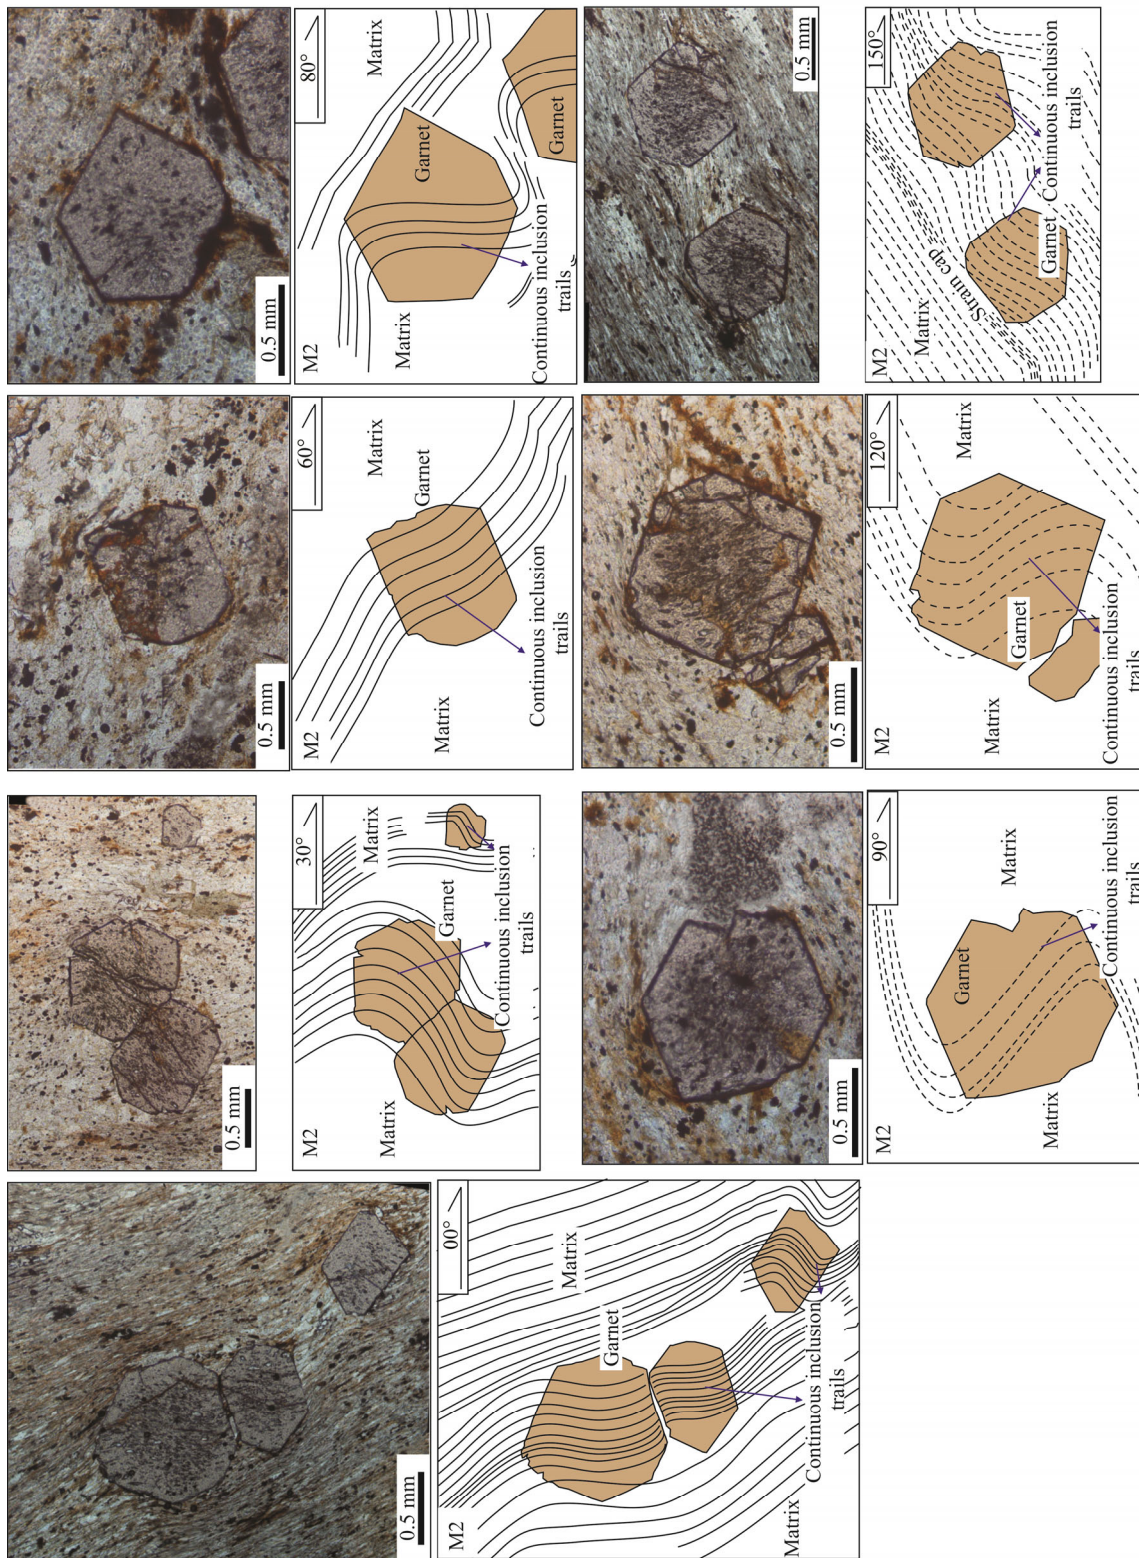 0.5 mm
M2
00°
Matrix
Garnet
Continuous inclusion
trails
Matrix
0.5 mm
M2
30°
Matrix
Matrix
Garnet
Continuous inclusion
trails
0.5 mm
M2
60°
Matrix
Garnet
Matrix
Continuous inclusion
trails
0.5 mm
M2
80°
Matrix
Garnet
Garnet
Matrix
Continuous inclusion
trails
0.5 mm
M2
90°
Garnet
Matrix
Matrix
Continuous inclusion
trails
0.5 mm
M2
120°
Matrix
Garnet
Matrix
Continuous inclusion
trails
0.5 mm
M2
150°
Matrix
Strain cap
Garnet
Continuous inclusion
trails